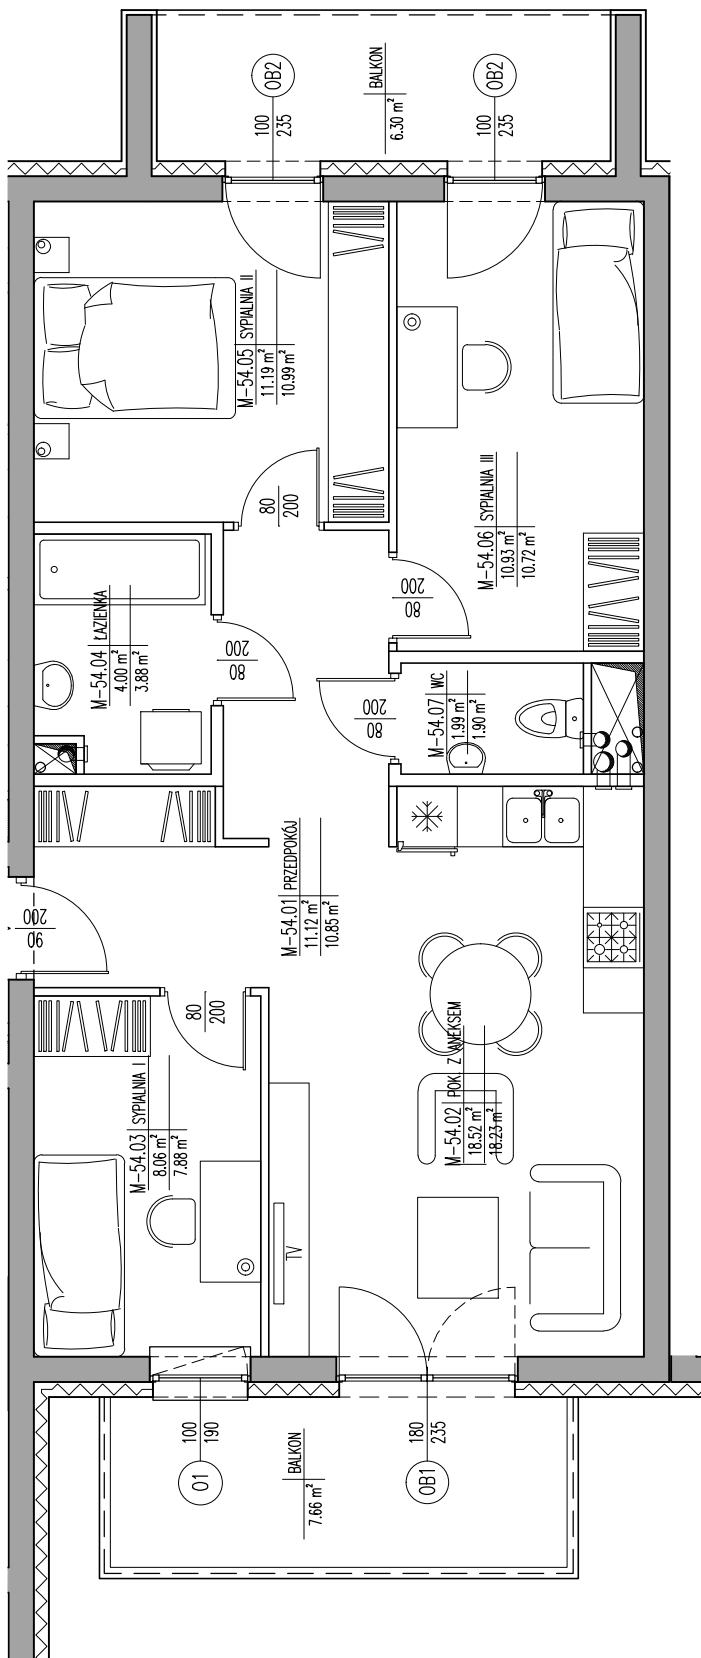 OB2
100
235
BALKON
6.30 m²
OB2
100
235
M-54.05 SYPIALNIA II
11.19 m²
10.99 m²
80
200
M-54.06 SYPIALNIA III
10.93 m²
10.72 m²
80
200
M-54.04 ŁAZIENKA
4.00 m²
3.88 m²
80
200
M-54.07 WC
1.99 m²
1.90 m²
80
200
M-54.01 PRZEDPOKÓJ
11.12 m²
10.85 m²
90
200
80
200
M-54.03 SYPIALNIA I
8.06 m²
7.88 m²
M-54.02 POK. Z ANEKSEM
18.52 m²
18.23 m²
TV
O1
100
190
BALKON
7.66 m²
OB1
180
235